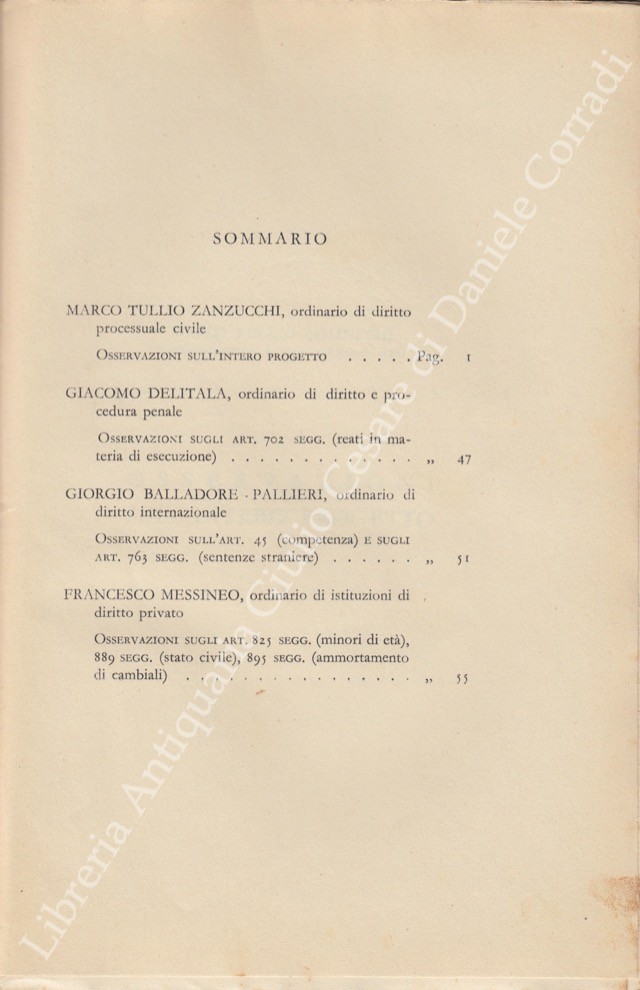 SOMMARIO
MARCO TULLIO ZANZUCCHI, ordinario di diritto
processuale civile
OSSERVAZIONI SULL'INTERO PROGETTO . . . . . Pag. 1
GIACOMO DELITALA, ordinario di diritto e pro-
cedura penale
OSSERVAZIONI SUGLI ART. 702 SEGG. (reati in ma-
teria di esecuzione) . . . . . . . . . . . . . „ 47
GIORGIO BALLADORE - PALLIERI, ordinario di
diritto internazionale
OSSERVAZIONI SULL'ART. 45 (competenza) E SUGLI
ART. 763 SEGG. (sentenze straniere) . . . . . . „ 51
FRANCESCO MESSINEO, ordinario di istituzioni di
diritto privato
OSSERVAZIONI SUGLI ART. 825 SEGG. (minori di età),
889 SEGG. (stato civile), 895 SEGG. (ammortamento
di cambiali) . . . . . . . . . . . . . . . . „ 55
Libreria Antiquaria Giulio Cesare di Daniele Corradi